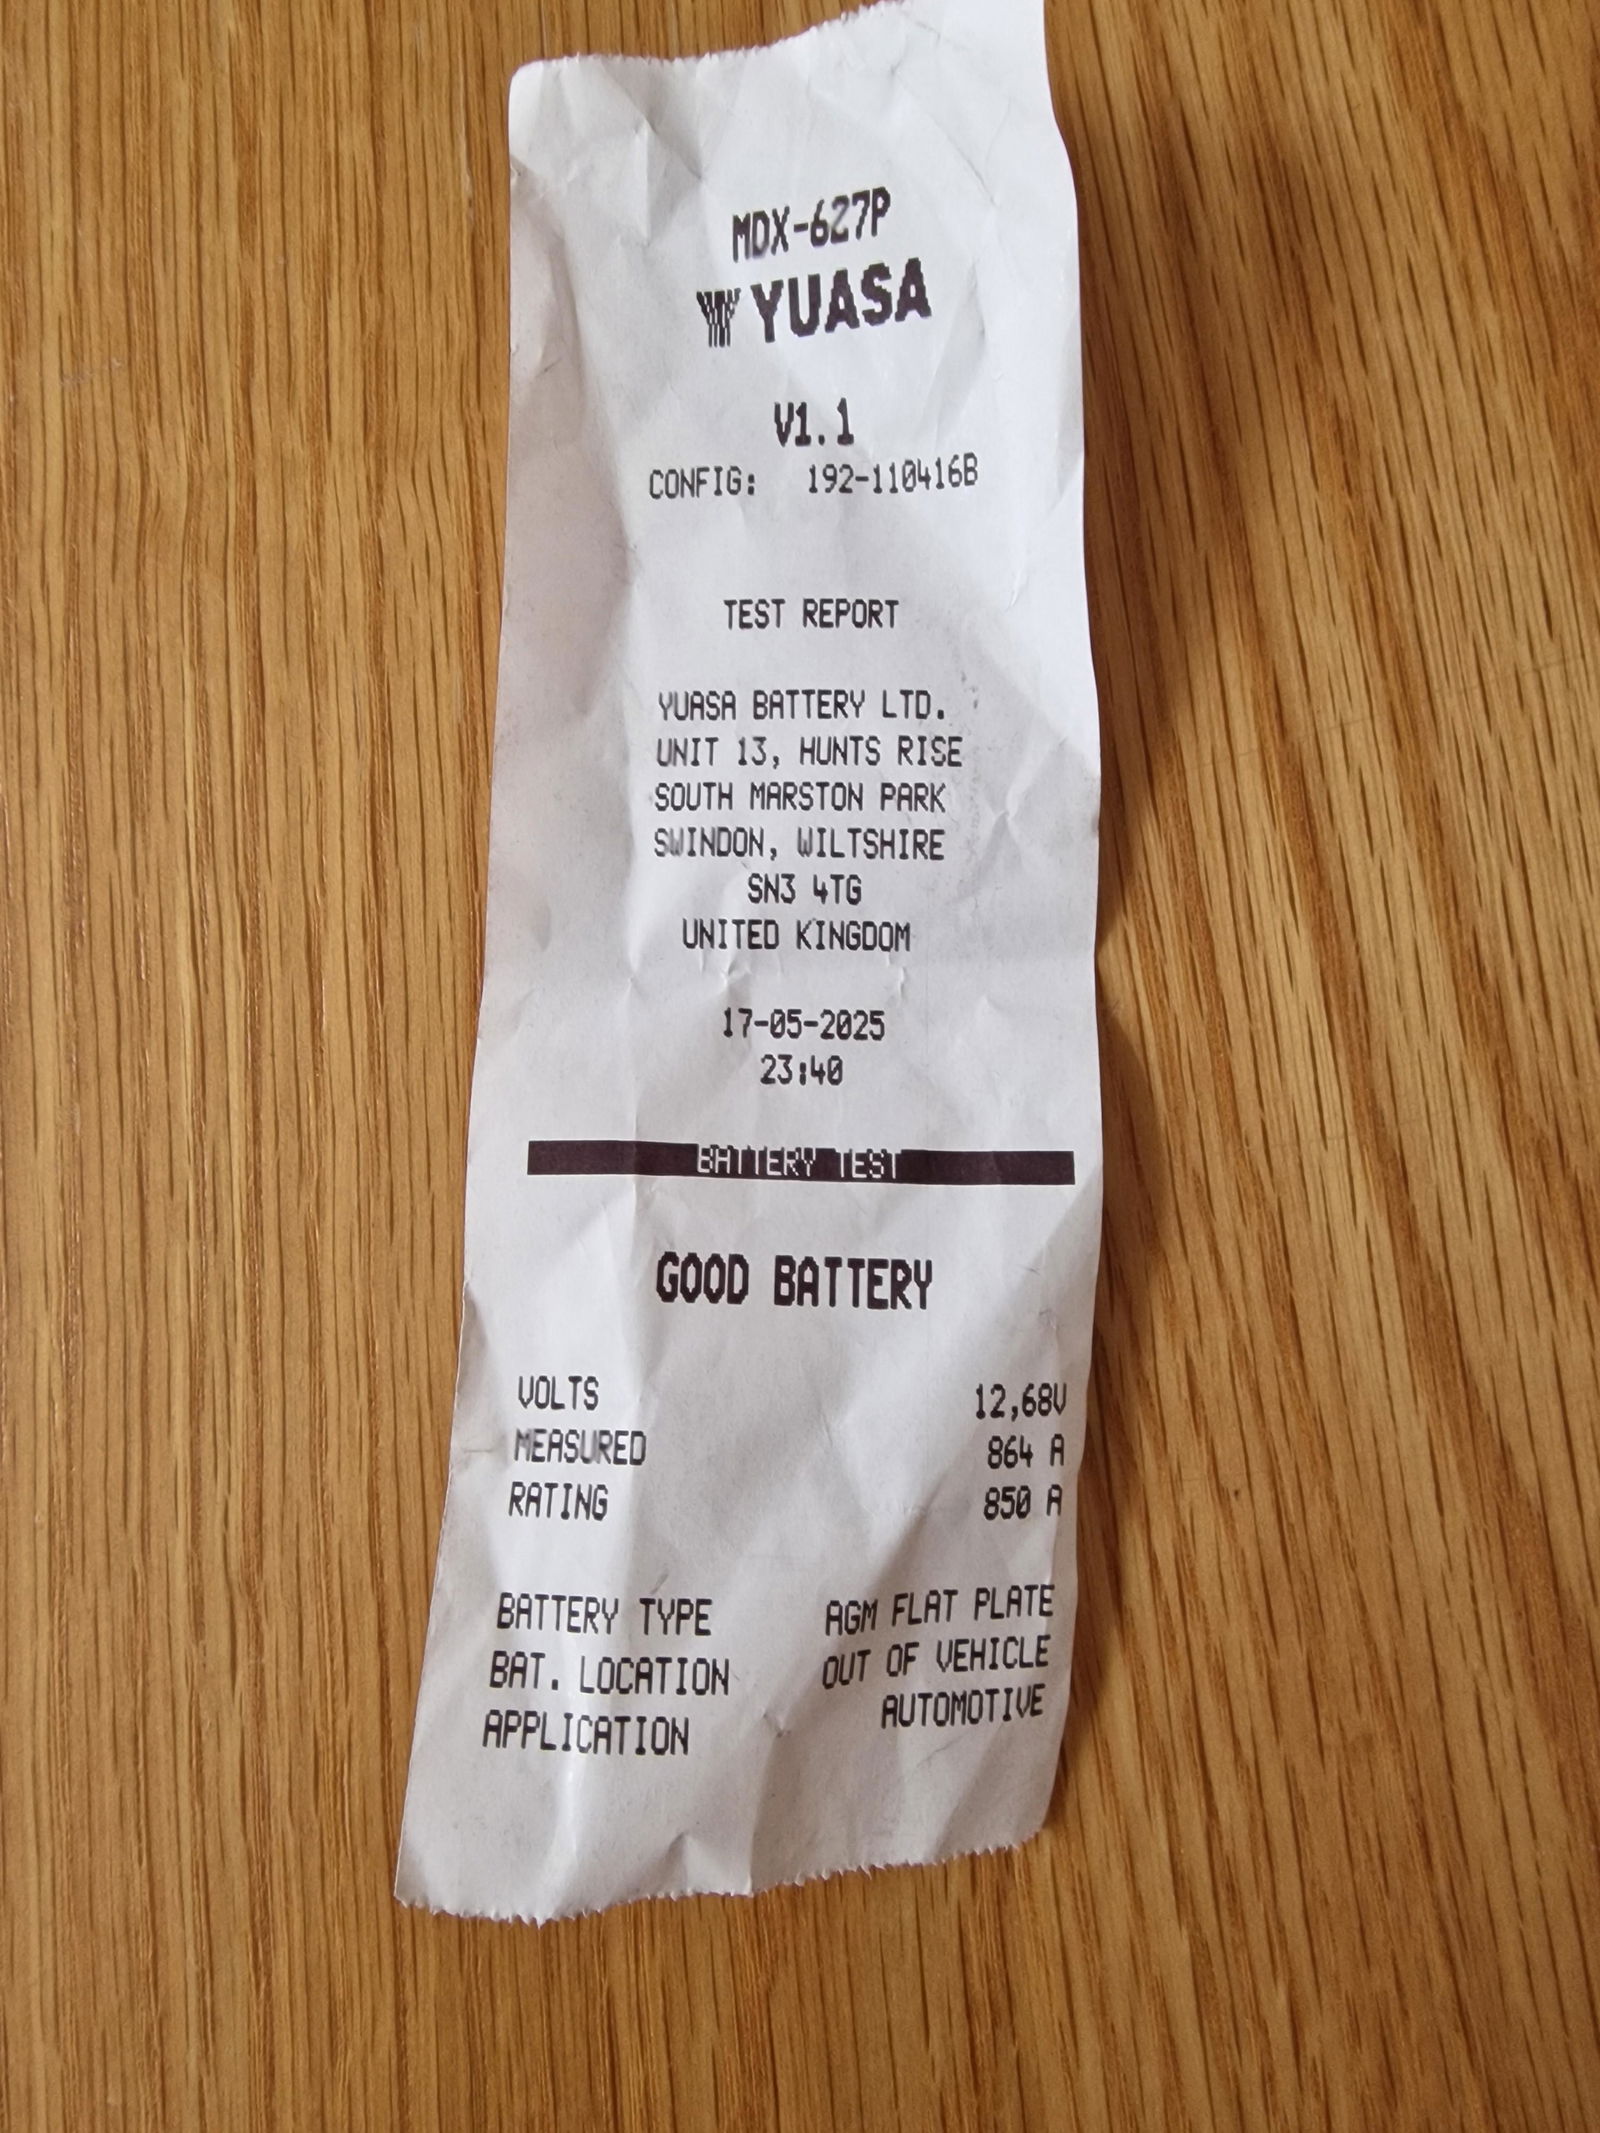 MDX-627P
YUASA
V1.1
CONFIG: 192-110416B
TEST REPORT
YUASA BATTERY LTD.
UNIT 13, HUNTS RISE
SOUTH MARSTON PARK
SWINDON, WILTSHIRE
SN3 4TG
UNITED KINGDOM
17-05-2025
23:40
BATTERY TEST
GOOD BATTERY
VOLTS 12,68V
MEASURED 864 A
RATING 850 A
BATTERY TYPE AGM FLAT PLATE
BAT. LOCATION OUT OF VEHICLE
APPLICATION AUTOMOTIVE